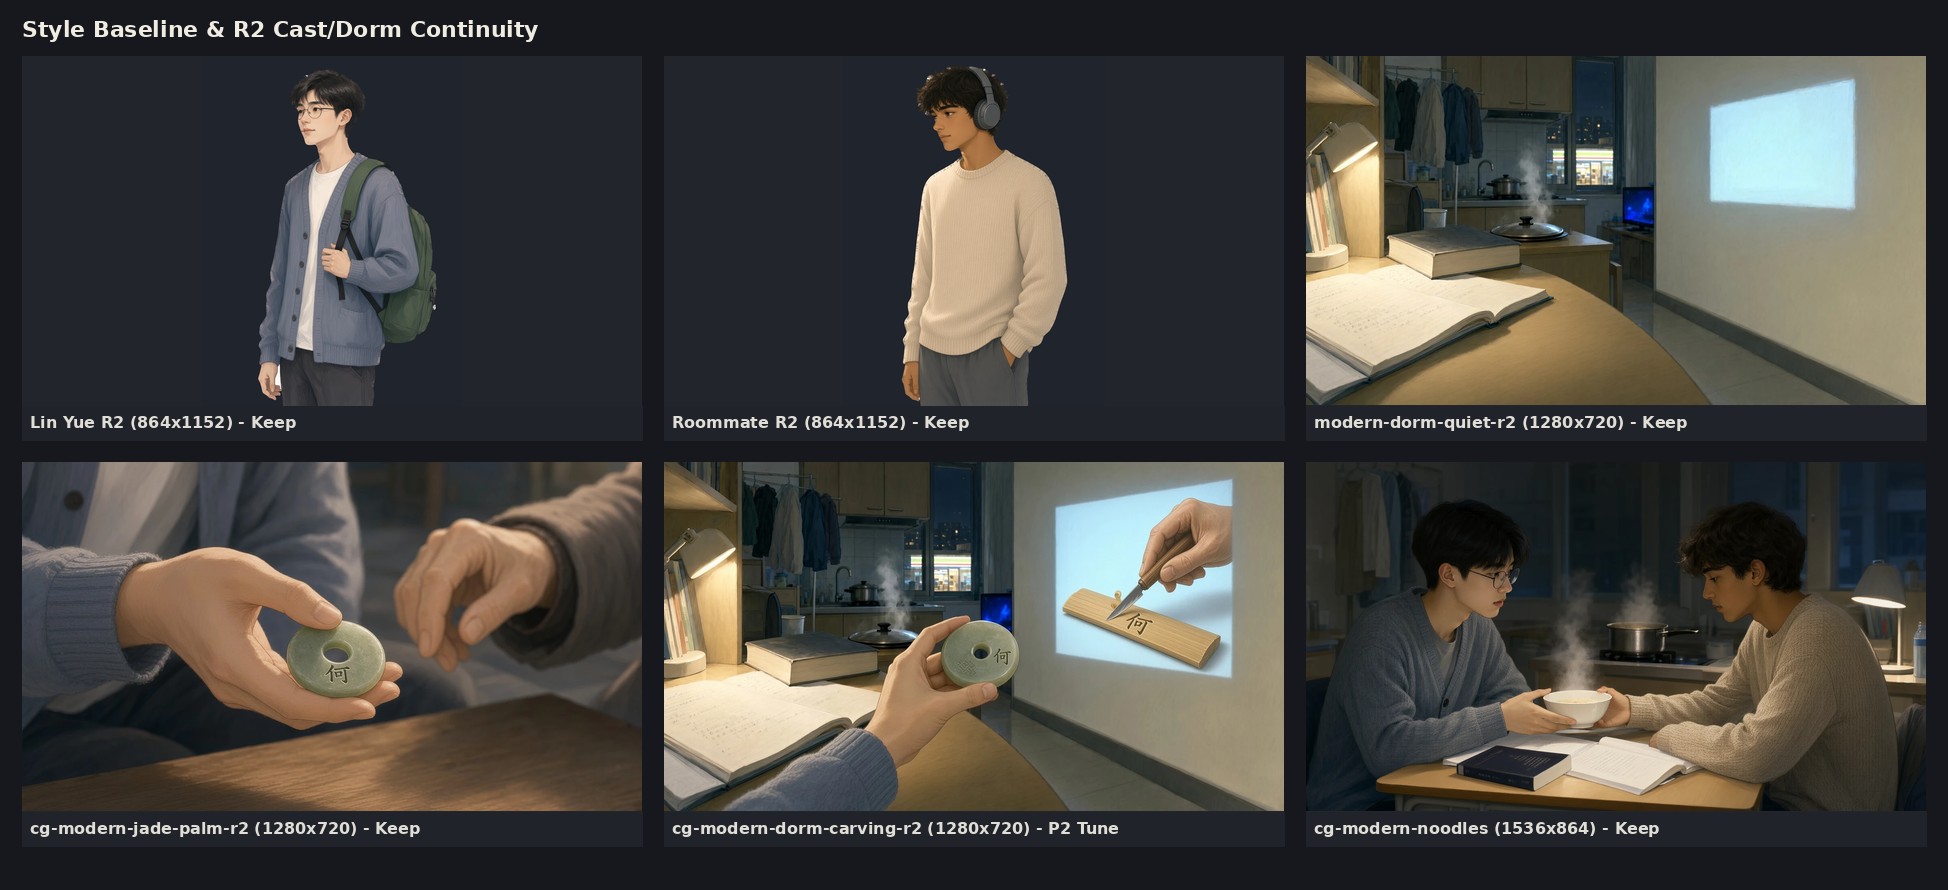 Style Baseline & R2 Cast/Dorm Continuity
Lin Yue R2 (864x1152) - Keep
Roommate R2 (864x1152) - Keep
modern-dorm-quiet-r2 (1280x720) - Keep
何
何
何
cg-modern-jade-palm-r2 (1280x720) - Keep
cg-modern-dorm-carving-r2 (1280x720) - P2 Tune
cg-modern-noodles (1536x864) - Keep